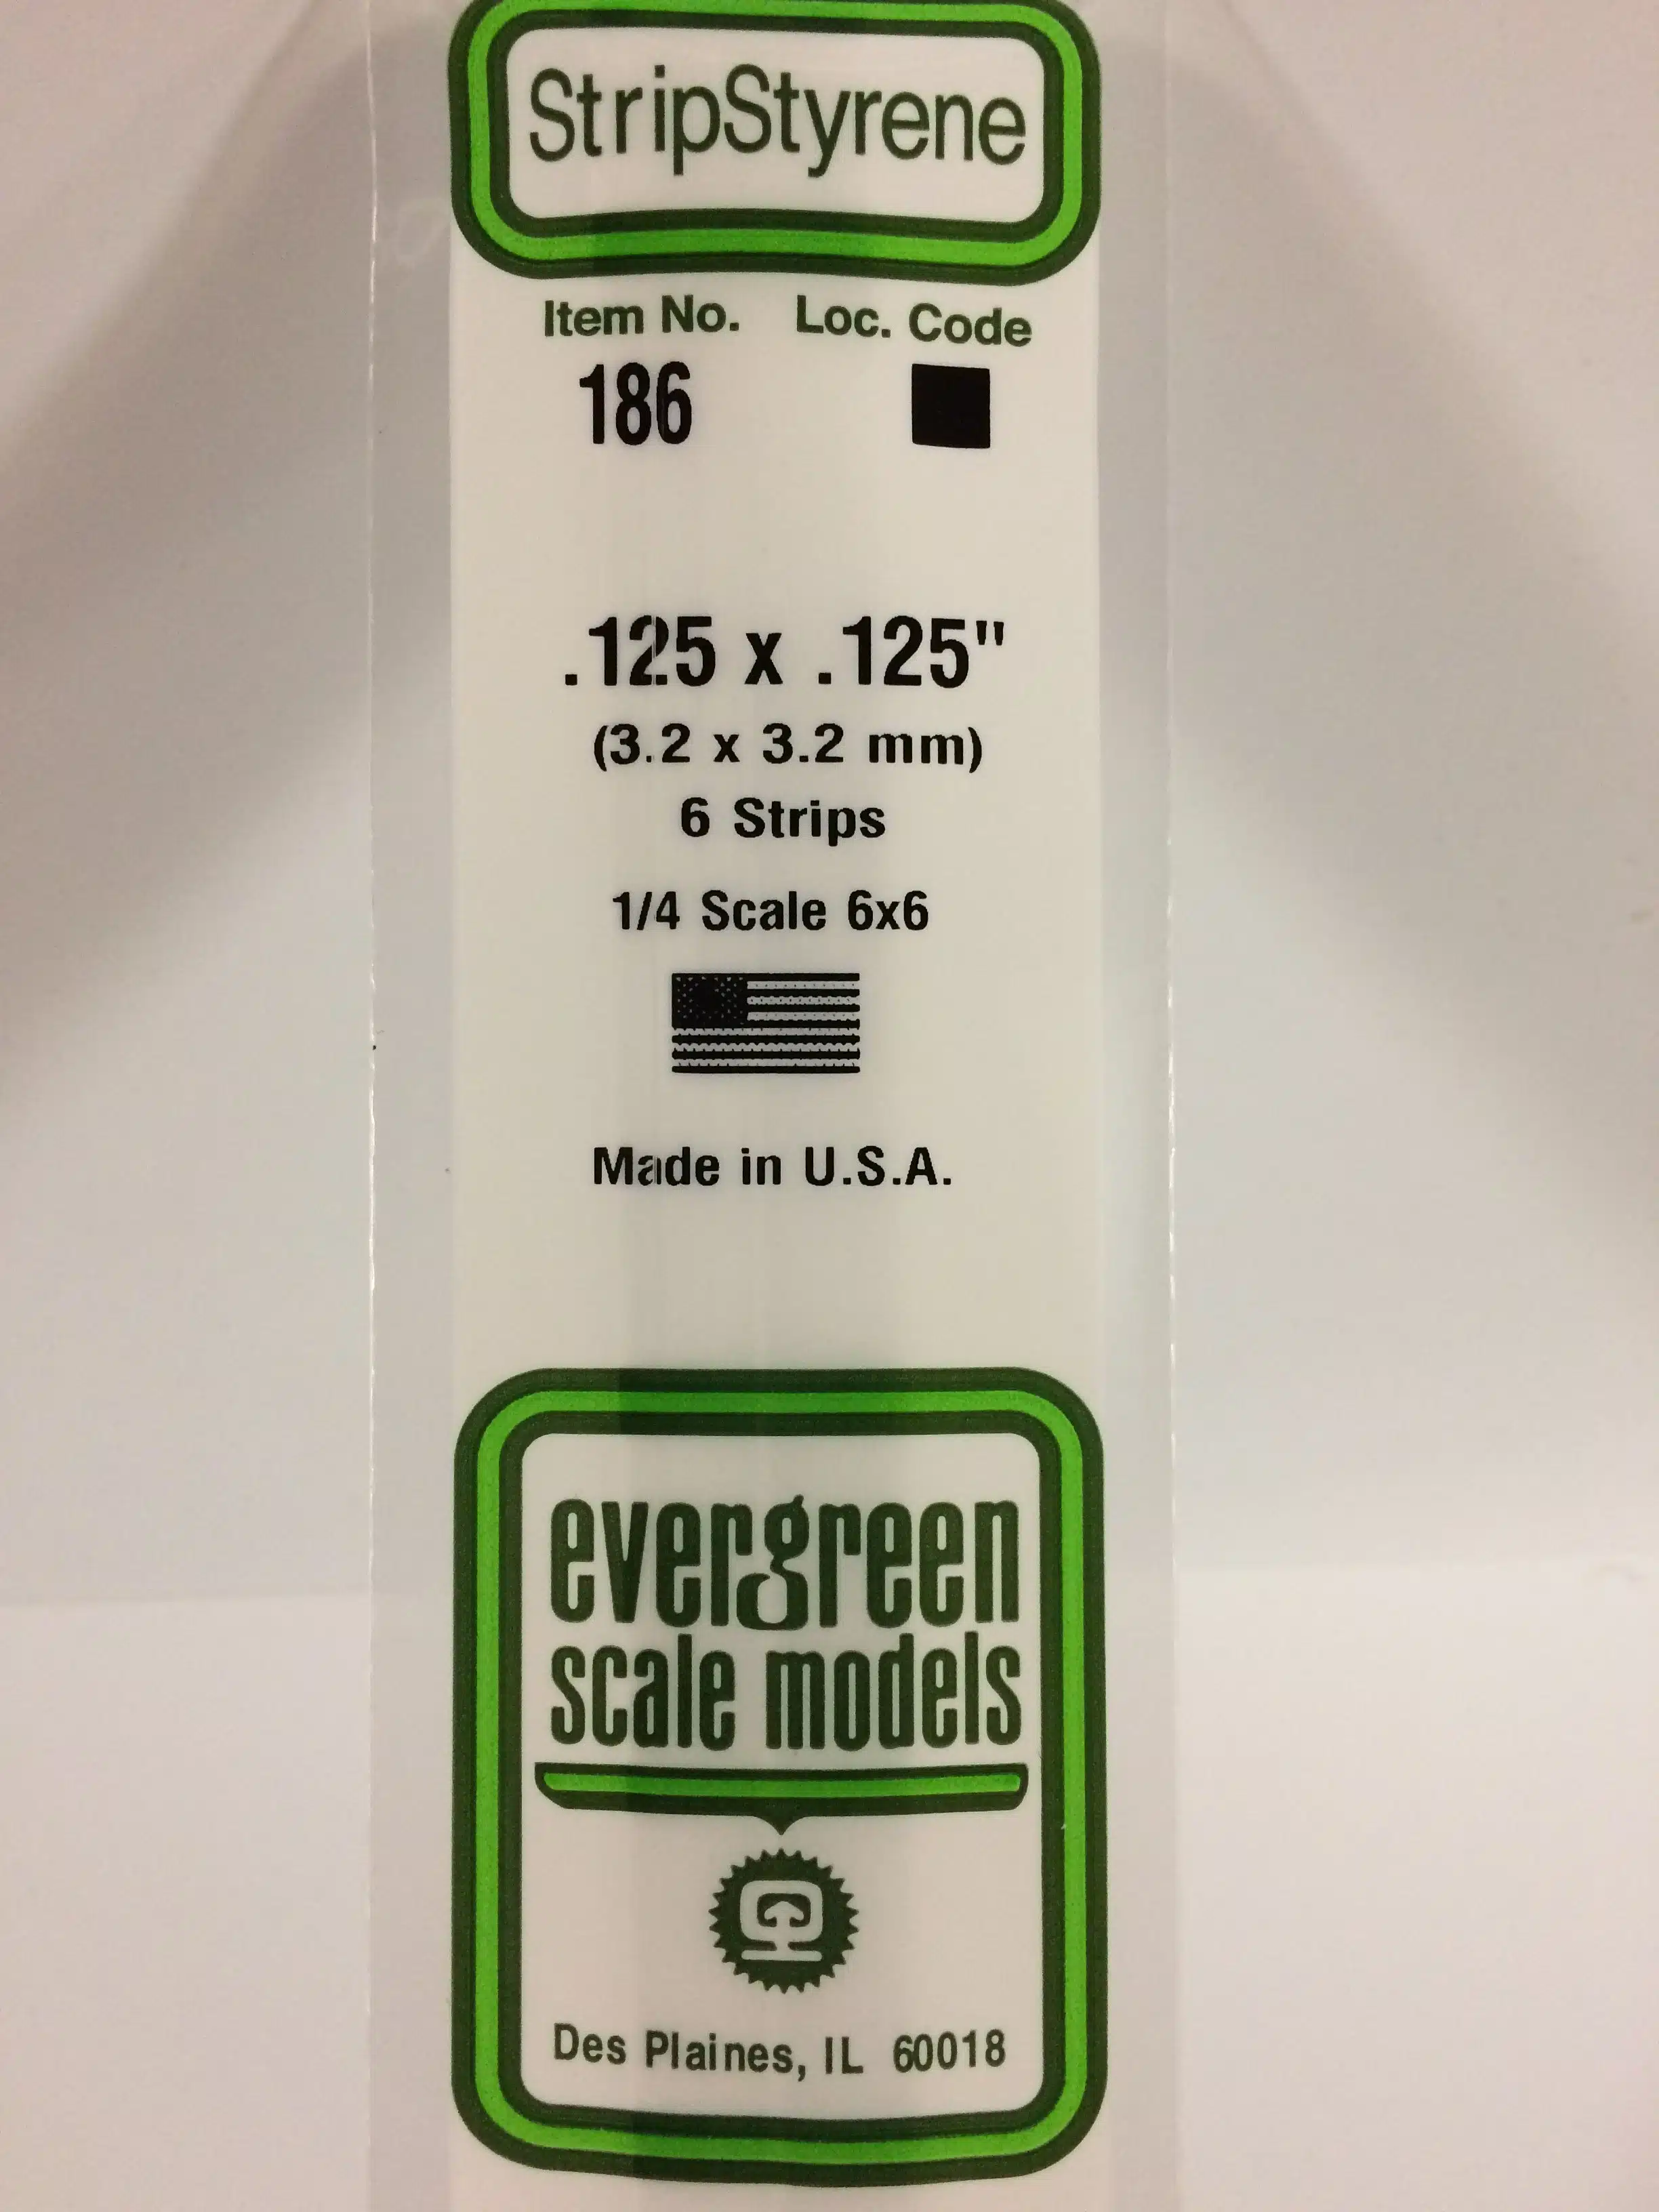 StripStyrene
Item No. Loc. Code
186
.125 x .125"
(3.2 x 3.2 mm)
6 Strips
1/4 Scale 6x6
Made in U.S.A.
evergreen
scale models
Des Plaines, IL 60018